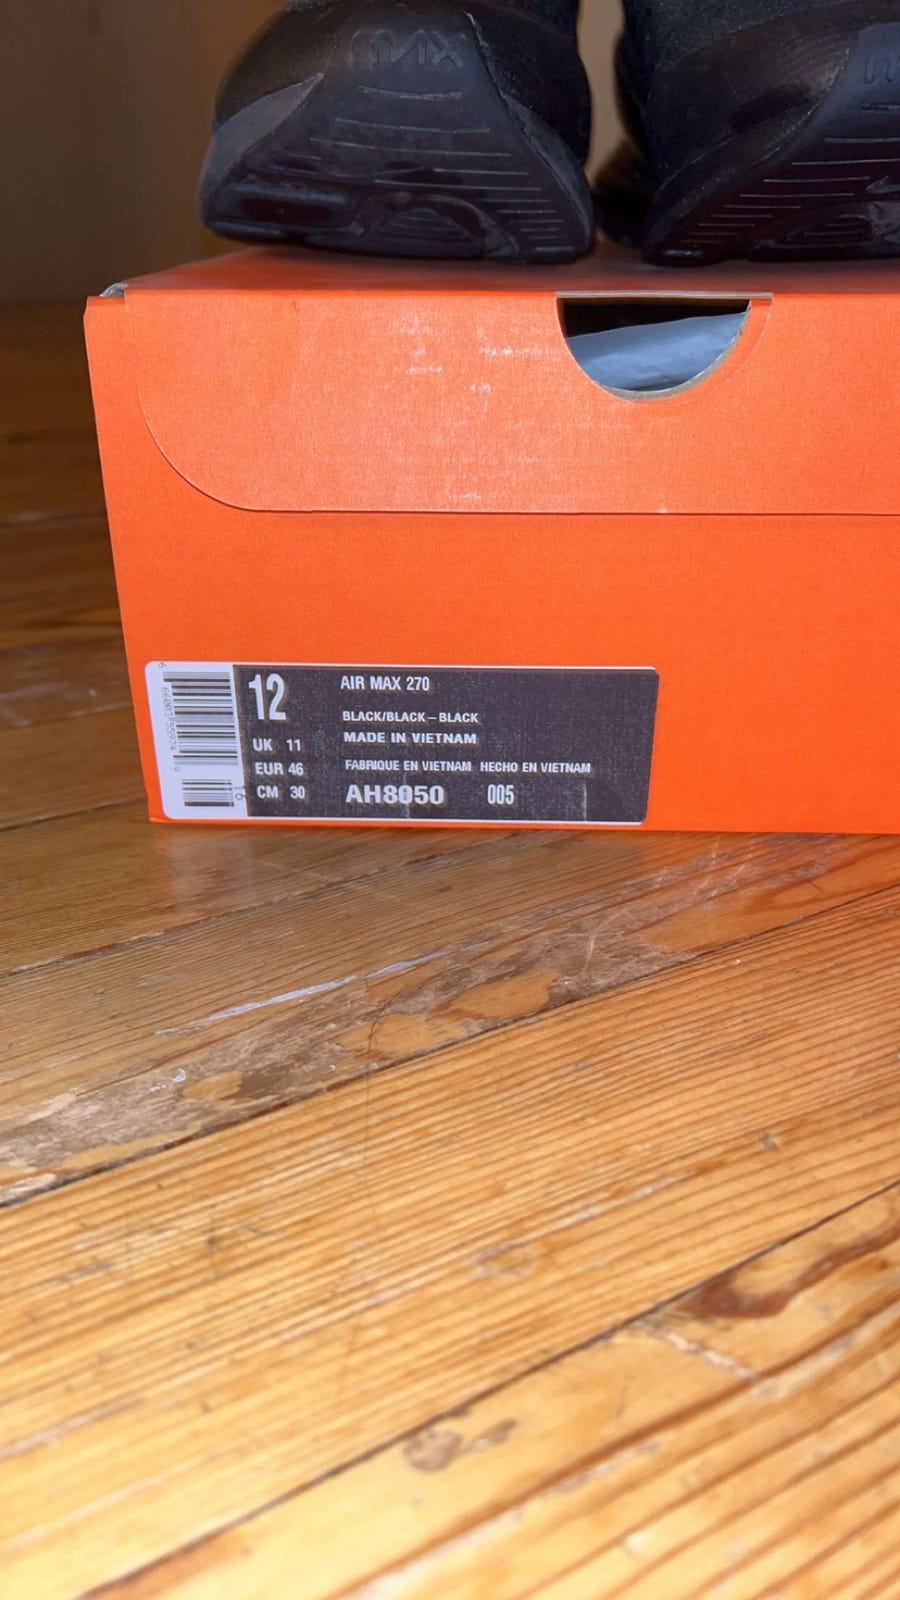 MAX
12
UK 11
EUR 46
CM 30
AIR MAX 270
BLACK/BLACK – BLACK
MADE IN VIETNAM
FABRIQUE EN VIETNAM HECHO EN VIETNAM
AH8050 005